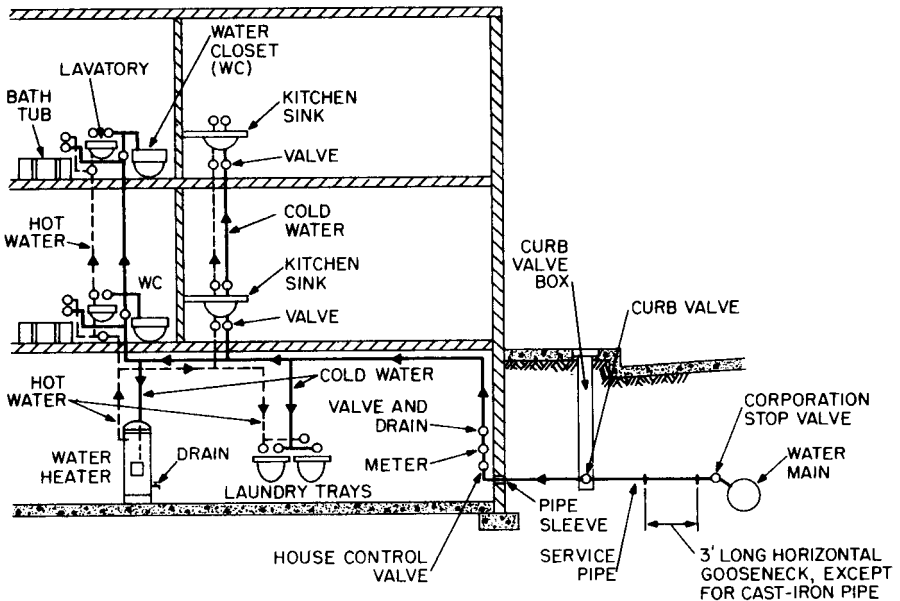 WATER
CLOSET
(WC)
LAVATORY
BATH
TUB
KITCHEN
SINK
VALVE
HOT
WATER
COLD
WATER
WC
KITCHEN
SINK
VALVE
CURB
VALVE
BOX
CURB VALVE
HOT
WATER
COLD WATER
VALVE AND
DRAIN
CORPORATION
STOP VALVE
WATER
HEATER
DRAIN
METER
WATER
MAIN
LAUNDRY TRAYS
PIPE
SLEEVE
HOUSE CONTROL
VALVE
SERVICE
PIPE
3' LONG HORIZONTAL
GOOSENECK, EXCEPT
FOR CAST-IRON PIPE